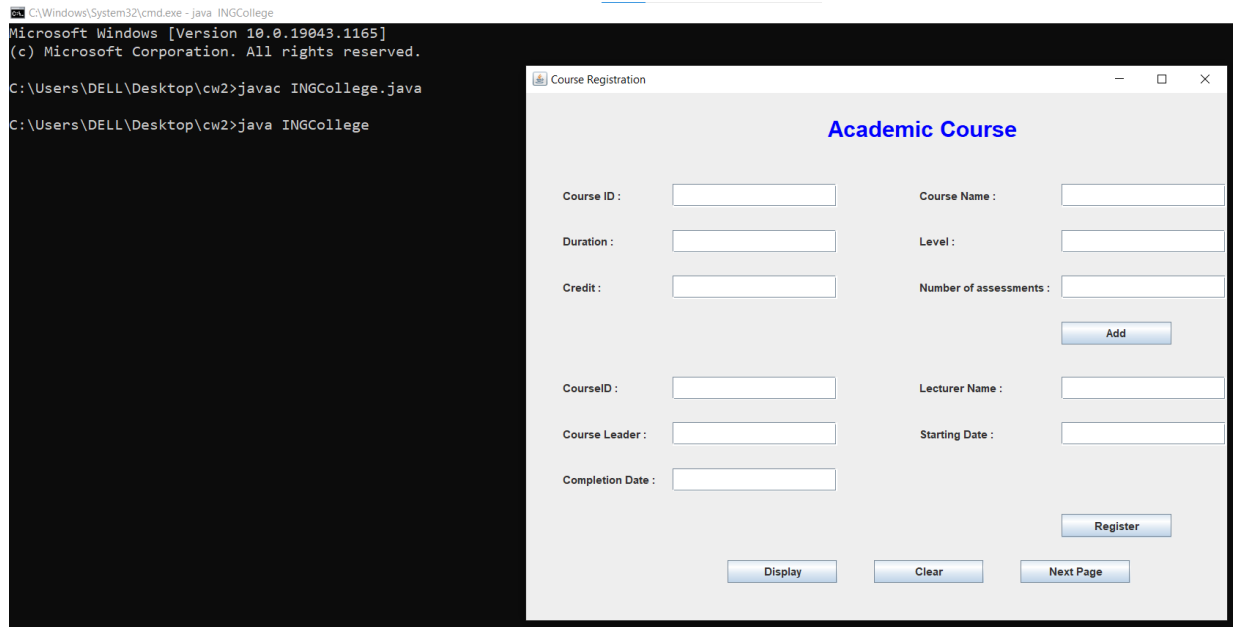 C:\Windows\System32\cmd.exe - java  INGCollege
Microsoft Windows [Version 10.0.19043.1165]
(c) Microsoft Corporation. All rights reserved.
C:\Users\DELL\Desktop\cw2>javac INGCollege.java
C:\Users\DELL\Desktop\cw2>java INGCollege
Course Registration
Academic Course
Course ID :
Course Name :
Duration :
Level :
Credit :
Number of assessments :
Add
CourseID :
Lecturer Name :
Course Leader :
Starting Date :
Completion Date :
Register
Display
Clear
Next Page